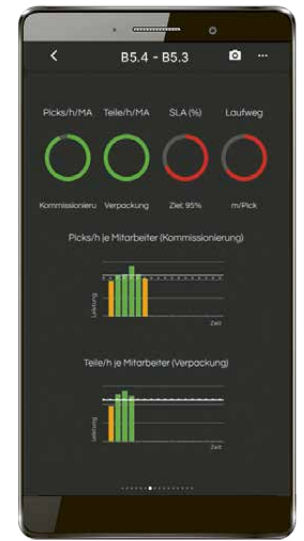 B5.4 - B5.3
Picks/h/MA Teile/h/MA SLA (%) Laufweg
Kommissionieru Verpackung Ziel: 95% m/Pick
Picks/h je Mitarbeiter (Kommissionierung)
Leistung
Zeit
Teile/h je Mitarbeiter (Verpackung)
Leistung
Zeit